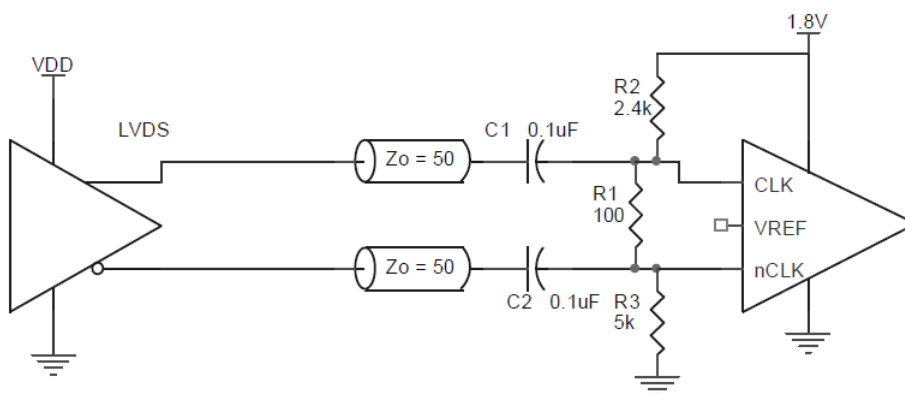 1.8V
VDD
R2
2.4k
LVDS
C1 0.1uF
Zo = 50
R1
100
CLK
VREF
Zo = 50
nCLK
C2 0.1uF
R3
5k